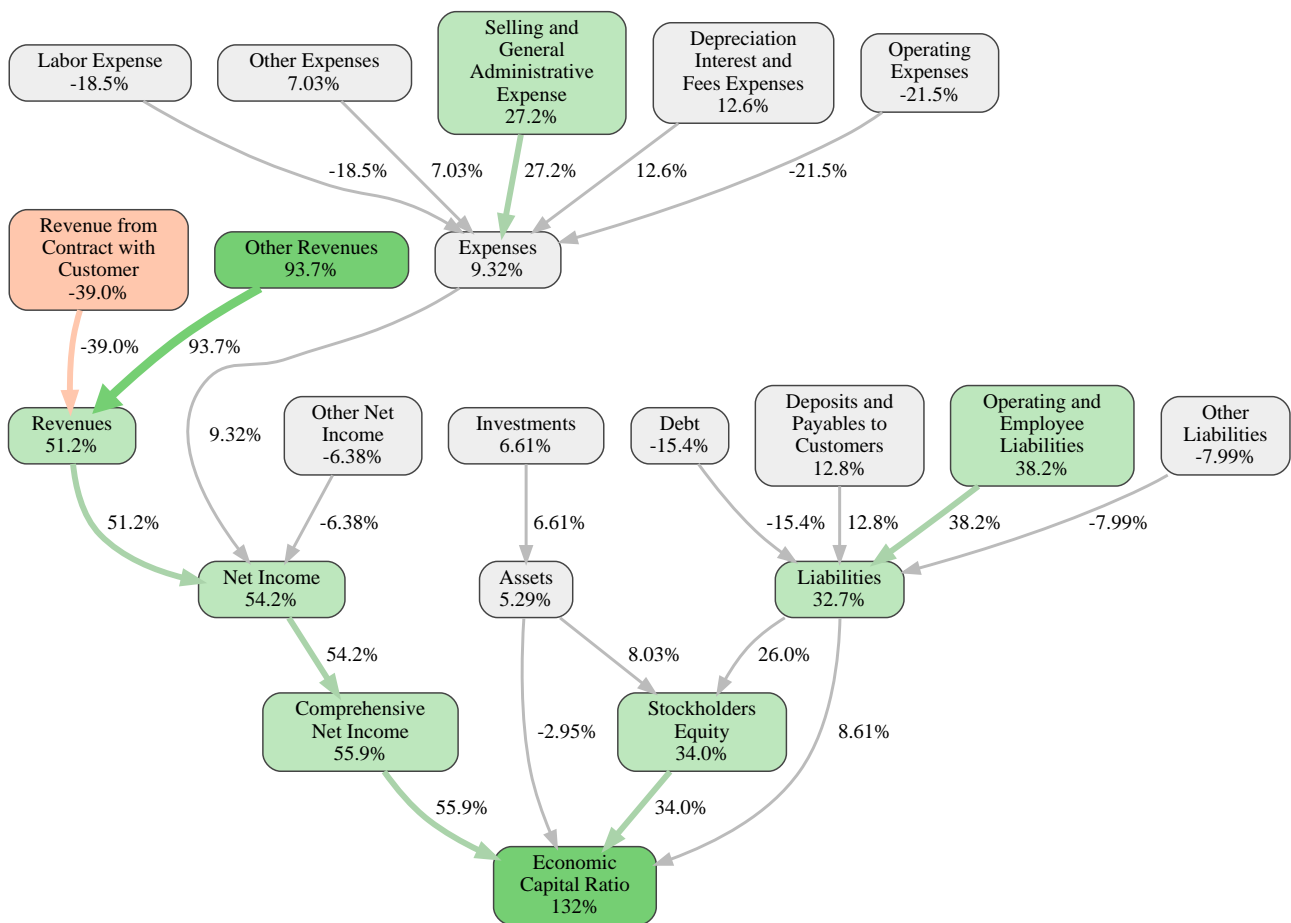 Labor Expense
-18.5%
Other Expenses
7.03%
Selling and
General
Administrative
Expense
27.2%
Depreciation
Interest and
Fees Expenses
12.6%
Operating
Expenses
-21.5%
-18.5%
7.03%
27.2%
12.6%
-21.5%
Revenue from
Contract with
Customer
-39.0%
Other Revenues
93.7%
Expenses
9.32%
-39.0%
93.7%
Revenues
51.2%
9.32%
Other Net
Income
-6.38%
Investments
6.61%
Debt
-15.4%
Deposits and
Payables to
Customers
12.8%
Operating and
Employee
Liabilities
38.2%
Other
Liabilities
-7.99%
51.2%
-6.38%
6.61%
-15.4%
12.8%
38.2%
-7.99%
Net Income
54.2%
Assets
5.29%
Liabilities
32.7%
54.2%
8.03%
26.0%
Comprehensive
Net Income
55.9%
-2.95%
Stockholders
Equity
34.0%
8.61%
55.9%
34.0%
Economic
Capital Ratio
132%